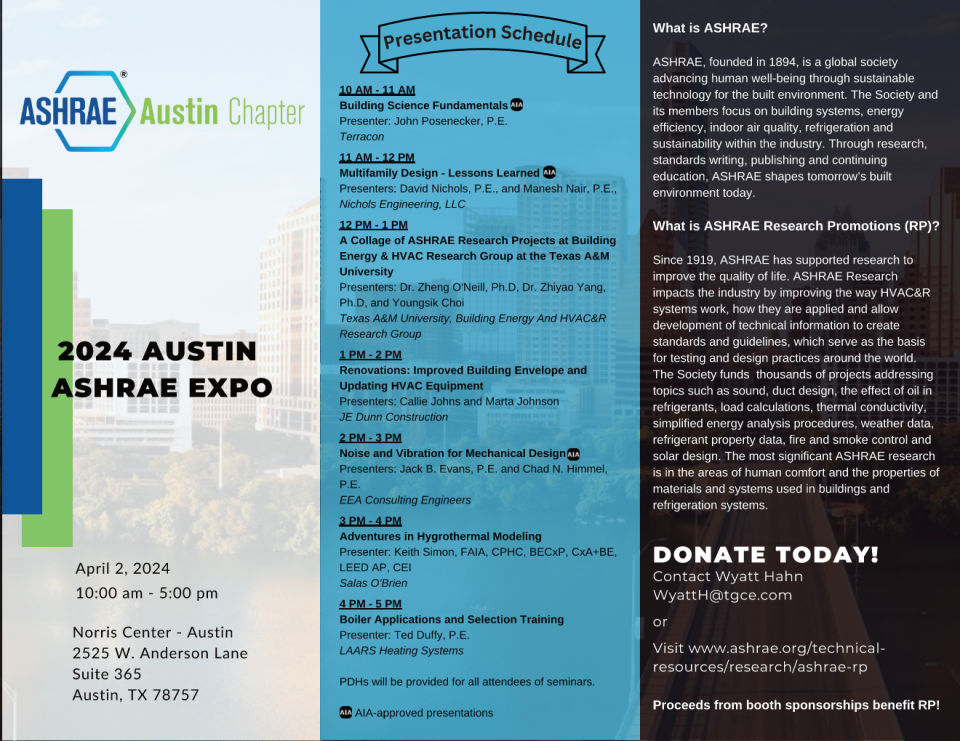 ASHRAE Austin Chapter
®
2024 AUSTIN
ASHRAE EXPO
April 2, 2024
10:00 am - 5:00 pm
Norris Center - Austin
2525 W. Anderson Lane
Suite 365
Austin, TX 78757
Presentation Schedule
10 AM - 11 AM
Building Science Fundamentals AIA
Presenter: John Posenecker, P.E.
Terracon
11 AM - 12 PM
Multifamily Design - Lessons Learned AIA
Presenters: David Nichols, P.E., and Manesh Nair, P.E.,
Nichols Engineering, LLC
12 PM - 1 PM
A Collage of ASHRAE Research Projects at Building
Energy & HVAC Research Group at the Texas A&M
University
Presenters: Dr. Zheng O'Neill, Ph.D, Dr. Zhiyao Yang,
Ph.D, and Youngsik Choi
Texas A&M University, Building Energy And HVAC&R
Research Group
1 PM - 2 PM
Renovations: Improved Building Envelope and
Updating HVAC Equipment
Presenters: Callie Johns and Marta Johnson
JE Dunn Construction
2 PM - 3 PM
Noise and Vibration for Mechanical Design AIA
Presenters: Jack B. Evans, P.E. and Chad N. Himmel,
P.E.
EEA Consulting Engineers
3 PM - 4 PM
Adventures in Hygrothermal Modeling
Presenter: Keith Simon, FAIA, CPHC, BECxP, CxA+BE,
LEED AP, CEI
Salas O'Brien
4 PM - 5 PM
Boiler Applications and Selection Training
Presenter: Ted Duffy, P.E.
LAARS Heating Systems
PDHs will be provided for all attendees of seminars.
AIA AIA-approved presentations
What is ASHRAE?
ASHRAE, founded in 1894, is a global society
advancing human well-being through sustainable
technology for the built environment. The Society and
its members focus on building systems, energy
efficiency, indoor air quality, refrigeration and
sustainability within the industry. Through research,
standards writing, publishing and continuing
education, ASHRAE shapes tomorrow's built
environment today.
What is ASHRAE Research Promotions (RP)?
Since 1919, ASHRAE has supported research to
improve the quality of life. ASHRAE Research
impacts the industry by improving the way HVAC&R
systems work, how they are applied and allow
development of technical information to create
standards and guidelines, which serve as the basis
for testing and design practices around the world.
The Society funds thousands of projects addressing
topics such as sound, duct design, the effect of oil in
refrigerants, load calculations, thermal conductivity,
simplified energy analysis procedures, weather data,
refrigerant property data, fire and smoke control and
solar design. The most significant ASHRAE research
is in the areas of human comfort and the properties of
materials and systems used in buildings and
refrigeration systems.
DONATE TODAY!
Contact Wyatt Hahn
WyattH@tgce.com
or
Visit www.ashrae.org/technical-
resources/research/ashrae-rp
Proceeds from booth sponsorships benefit RP!